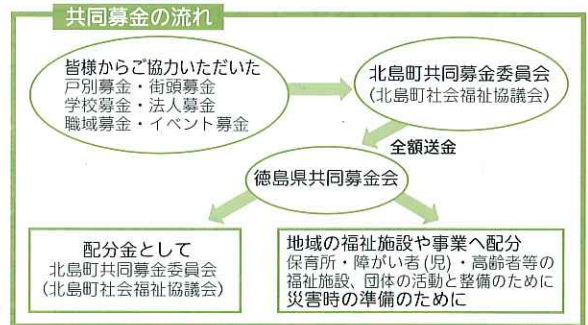 共同募金の流れ
皆様からご協力いただいた
戸別募金・街頭募金
学校募金・法人募金
職域募金・イベント募金
北島町共同募金委員会
(北島町社会福祉協議会)
全額送金
徳島県共同募金会
配分金として
北島町共同募金委員会
(北島町社会福祉協議会)
地域の福祉施設や事業へ配分
保育所・障がい者(児)・高齢者等の
福祉施設、団体の活動と整備のために
災害時の準備のために